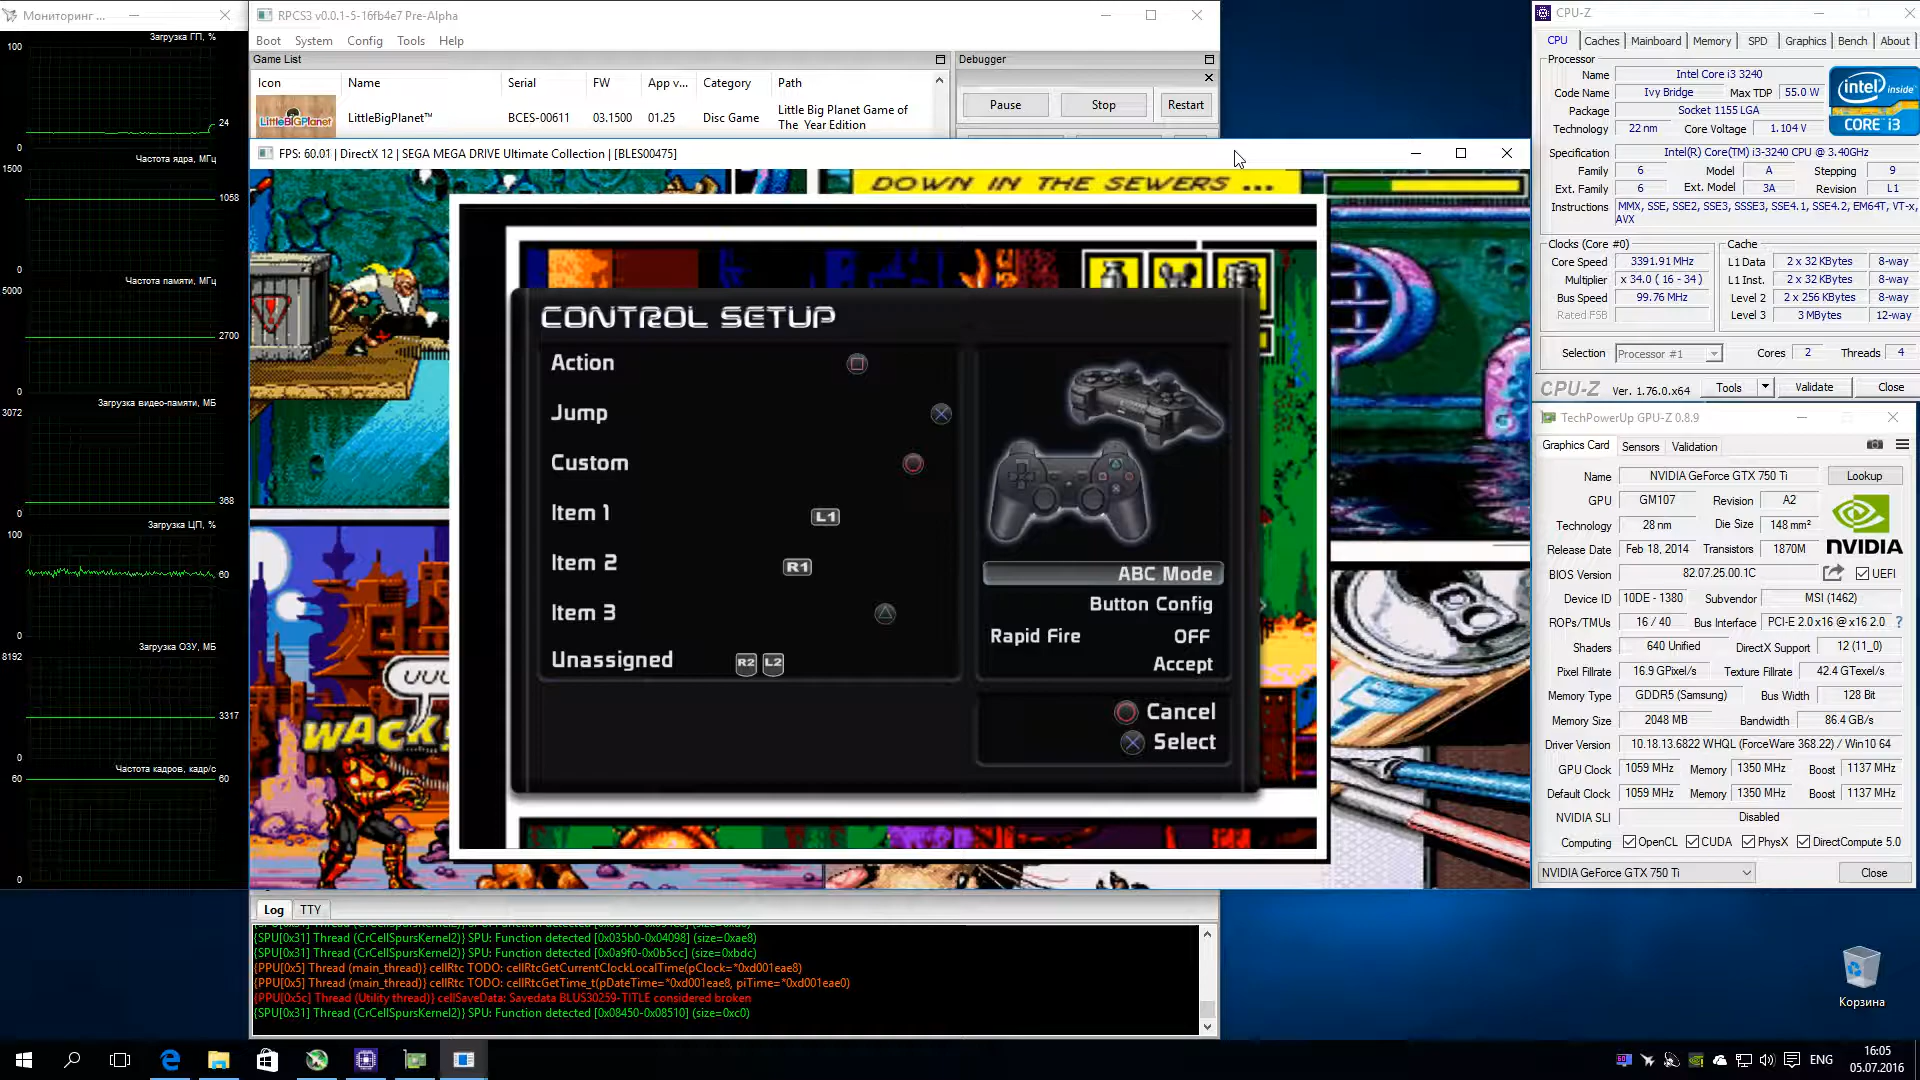 Мониторинг ...
Загрузка ГП, %
100
24
0
Частота ядра, МГц
1500
1058
0
Частота памяти, МГц
5000
2700
0
Загрузка видео-памяти, МБ
3072
368
0
Загрузка ЦП, %
100
60
0
Загрузка ОЗУ, МБ
8192
3317
0
Частота кадров, кадр/с
60
60
0
RPCS3 v0.0.1-5-16fb4e7 Pre-Alpha
Boot System Config Tools Help
Game List
Icon Name Serial FW App v... Category Path
LittleBIGPlanet
LittleBigPlanet™ BCES-00611 03.1500 01.25 Disc Game Little Big Planet Game of
The Year Edition
Debugger
Pause Stop Restart
FPS: 60.01 | DirectX 12 | SEGA MEGA DRIVE Ultimate Collection | [BLES00475]
DOWN IN THE SEWERS ...
WACK!
CONTROL SETUP
Action
Jump
Custom
Item 1 L1
Item 2 R1
Item 3
Unassigned R2 L2
ABC Mode
Button Config
Rapid Fire OFF
Accept
Cancel
Select
Log TTY
{SPU[0x31] Thread (CrCellSpursKernel2)} SPU: Function detected [0x035b0-0x04098) (size=0xae8)
{SPU[0x31] Thread (CrCellSpursKernel2)} SPU: Function detected [0x0a9f0-0x0b5cc) (size=0xbdc)
{PPU[0x5] Thread (main_thread)} cellRtc TODO: cellRtcGetCurrentClockLocalTime(pClock=*0xd001eae8)
{PPU[0x5] Thread (main_thread)} cellRtc TODO: cellRtcGetTime_t(pDateTime=*0xd001eae8, piTime=*0xd001eae0)
{PPU[0x5c] Thread (Utility thread)} cellSaveData: Savedata BLUS30259-TITLE considered broken
{SPU[0x31] Thread (CrCellSpursKernel2)} SPU: Function detected [0x08450-0x08510) (size=0xc0)
CPU-Z
CPU Caches Mainboard Memory SPD Graphics Bench About
Processor
Name Intel Core i3 3240
Code Name Ivy Bridge Max TDP 55.0 W
Package Socket 1155 LGA
Technology 22 nm Core Voltage 1.104 V
intel inside™
CORE i3
Specification Intel(R) Core(TM) i3-3240 CPU @ 3.40GHz
Family 6 Model A Stepping 9
Ext. Family 6 Ext. Model 3A Revision L1
Instructions MMX, SSE, SSE2, SSE3, SSSE3, SSE4.1, SSE4.2, EM64T, VT-x,
AVX
Clocks (Core #0)
Core Speed 3391.91 MHz
Multiplier x 34.0 ( 16 - 34 )
Bus Speed 99.76 MHz
Rated FSB
Cache
L1 Data 2 x 32 KBytes 8-way
L1 Inst. 2 x 32 KBytes 8-way
Level 2 2 x 256 KBytes 8-way
Level 3 3 MBytes 12-way
Selection Processor #1 Cores 2 Threads 4
CPU-Z Ver. 1.76.0.x64 Tools Validate Close
TechPowerUp GPU-Z 0.8.9
Graphics Card Sensors Validation
Name NVIDIA GeForce GTX 750 Ti Lookup
GPU GM107 Revision A2
Technology 28 nm Die Size 148 mm²
Release Date Feb 18, 2014 Transistors 1870M
NVIDIA
BIOS Version 82.07.25.00.1C UEFI
Device ID 10DE - 1380 Subvendor MSI (1462)
ROPs/TMUs 16 / 40 Bus Interface PCI-E 2.0 x16 @ x16 2.0 ?
Shaders 640 Unified DirectX Support 12 (11_0)
Pixel Fillrate 16.9 GPixel/s Texture Fillrate 42.4 GTexel/s
Memory Type GDDR5 (Samsung) Bus Width 128 Bit
Memory Size 2048 MB Bandwidth 86.4 GB/s
Driver Version 10.18.13.6822 WHQL (ForceWare 368.22) / Win10 64
GPU Clock 1059 MHz Memory 1350 MHz Boost 1137 MHz
Default Clock 1059 MHz Memory 1350 MHz Boost 1137 MHz
NVIDIA SLI Disabled
Computing OpenCL CUDA PhysX DirectCompute 5.0
NVIDIA GeForce GTX 750 Ti Close
Корзина
60 ENG
16:05
05.07.2016